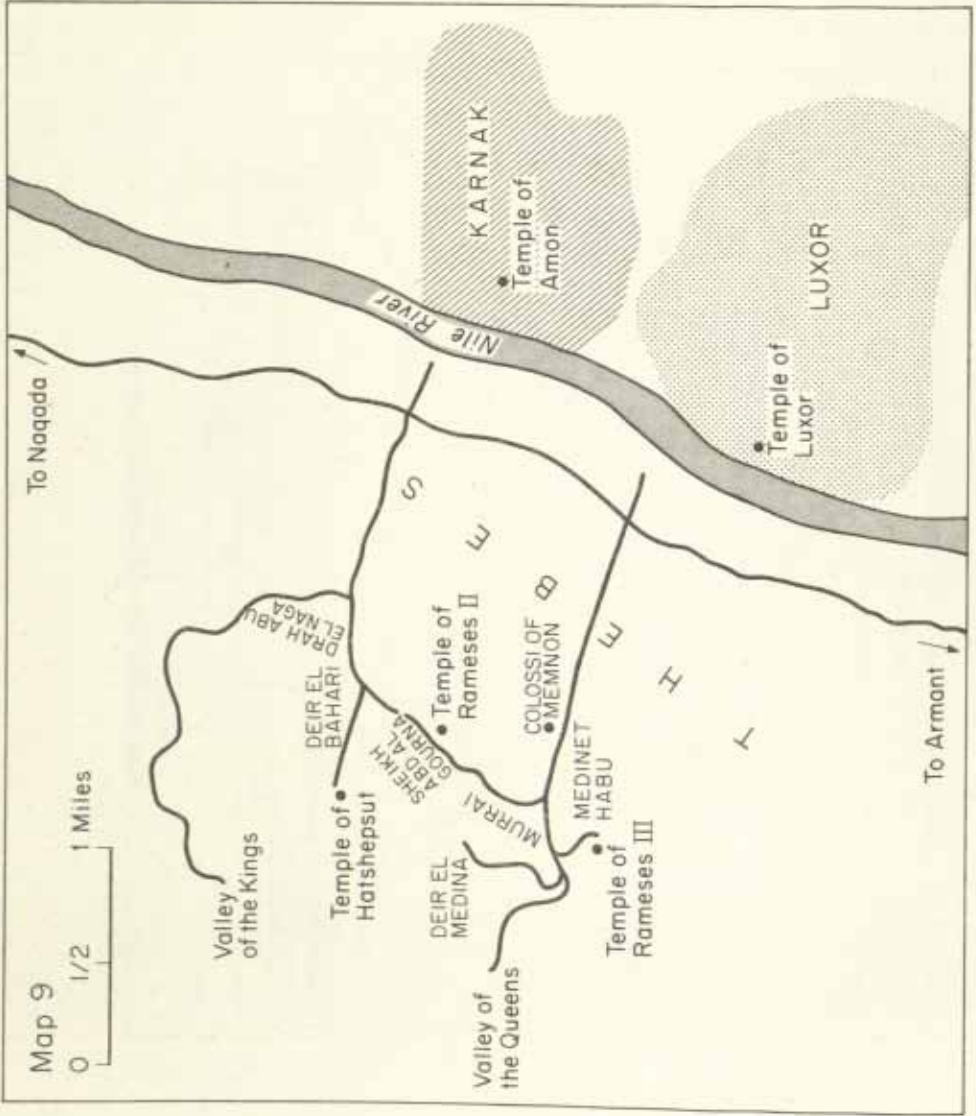 Map 9
0 1/2 1 Miles
To Naqada
KARNAK
Temple of
Amon
Nile River
LUXOR
Temple of
Luxor
THEBES
DRAH ABU
EL NAGA
Valley
of the Kings
DEIR EL
BAHARI
Temple of
Hatshepsut
SHEIKH
ABD AL
GOURNA
Temple of
Rameses II
MURRAI
DEIR EL
MEDINA
COLOSSI OF
MEMNON
Valley of
the Queens
MEDINET
HABU
Temple of
Rameses III
To Armant